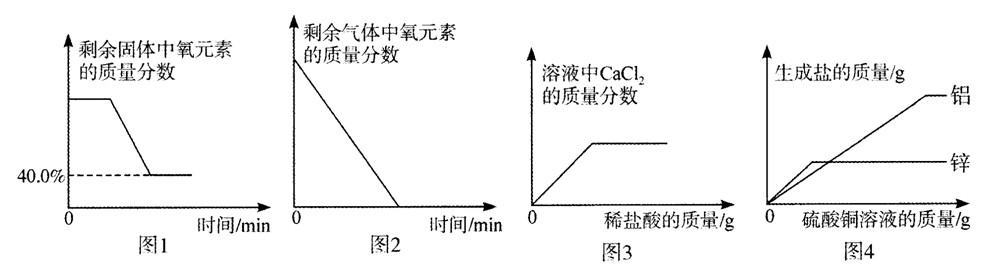 剩余固体中氧元素
的质量分数
40.0%
0
时间/min
图1
剩余气体中氧元素
的质量分数
0
时间/min
图2
溶液中CaCl₂
的质量分数
0
稀盐酸的质量/g
图3
生成盐的质量/g
铝
锌
0
硫酸铜溶液的质量/g
图4